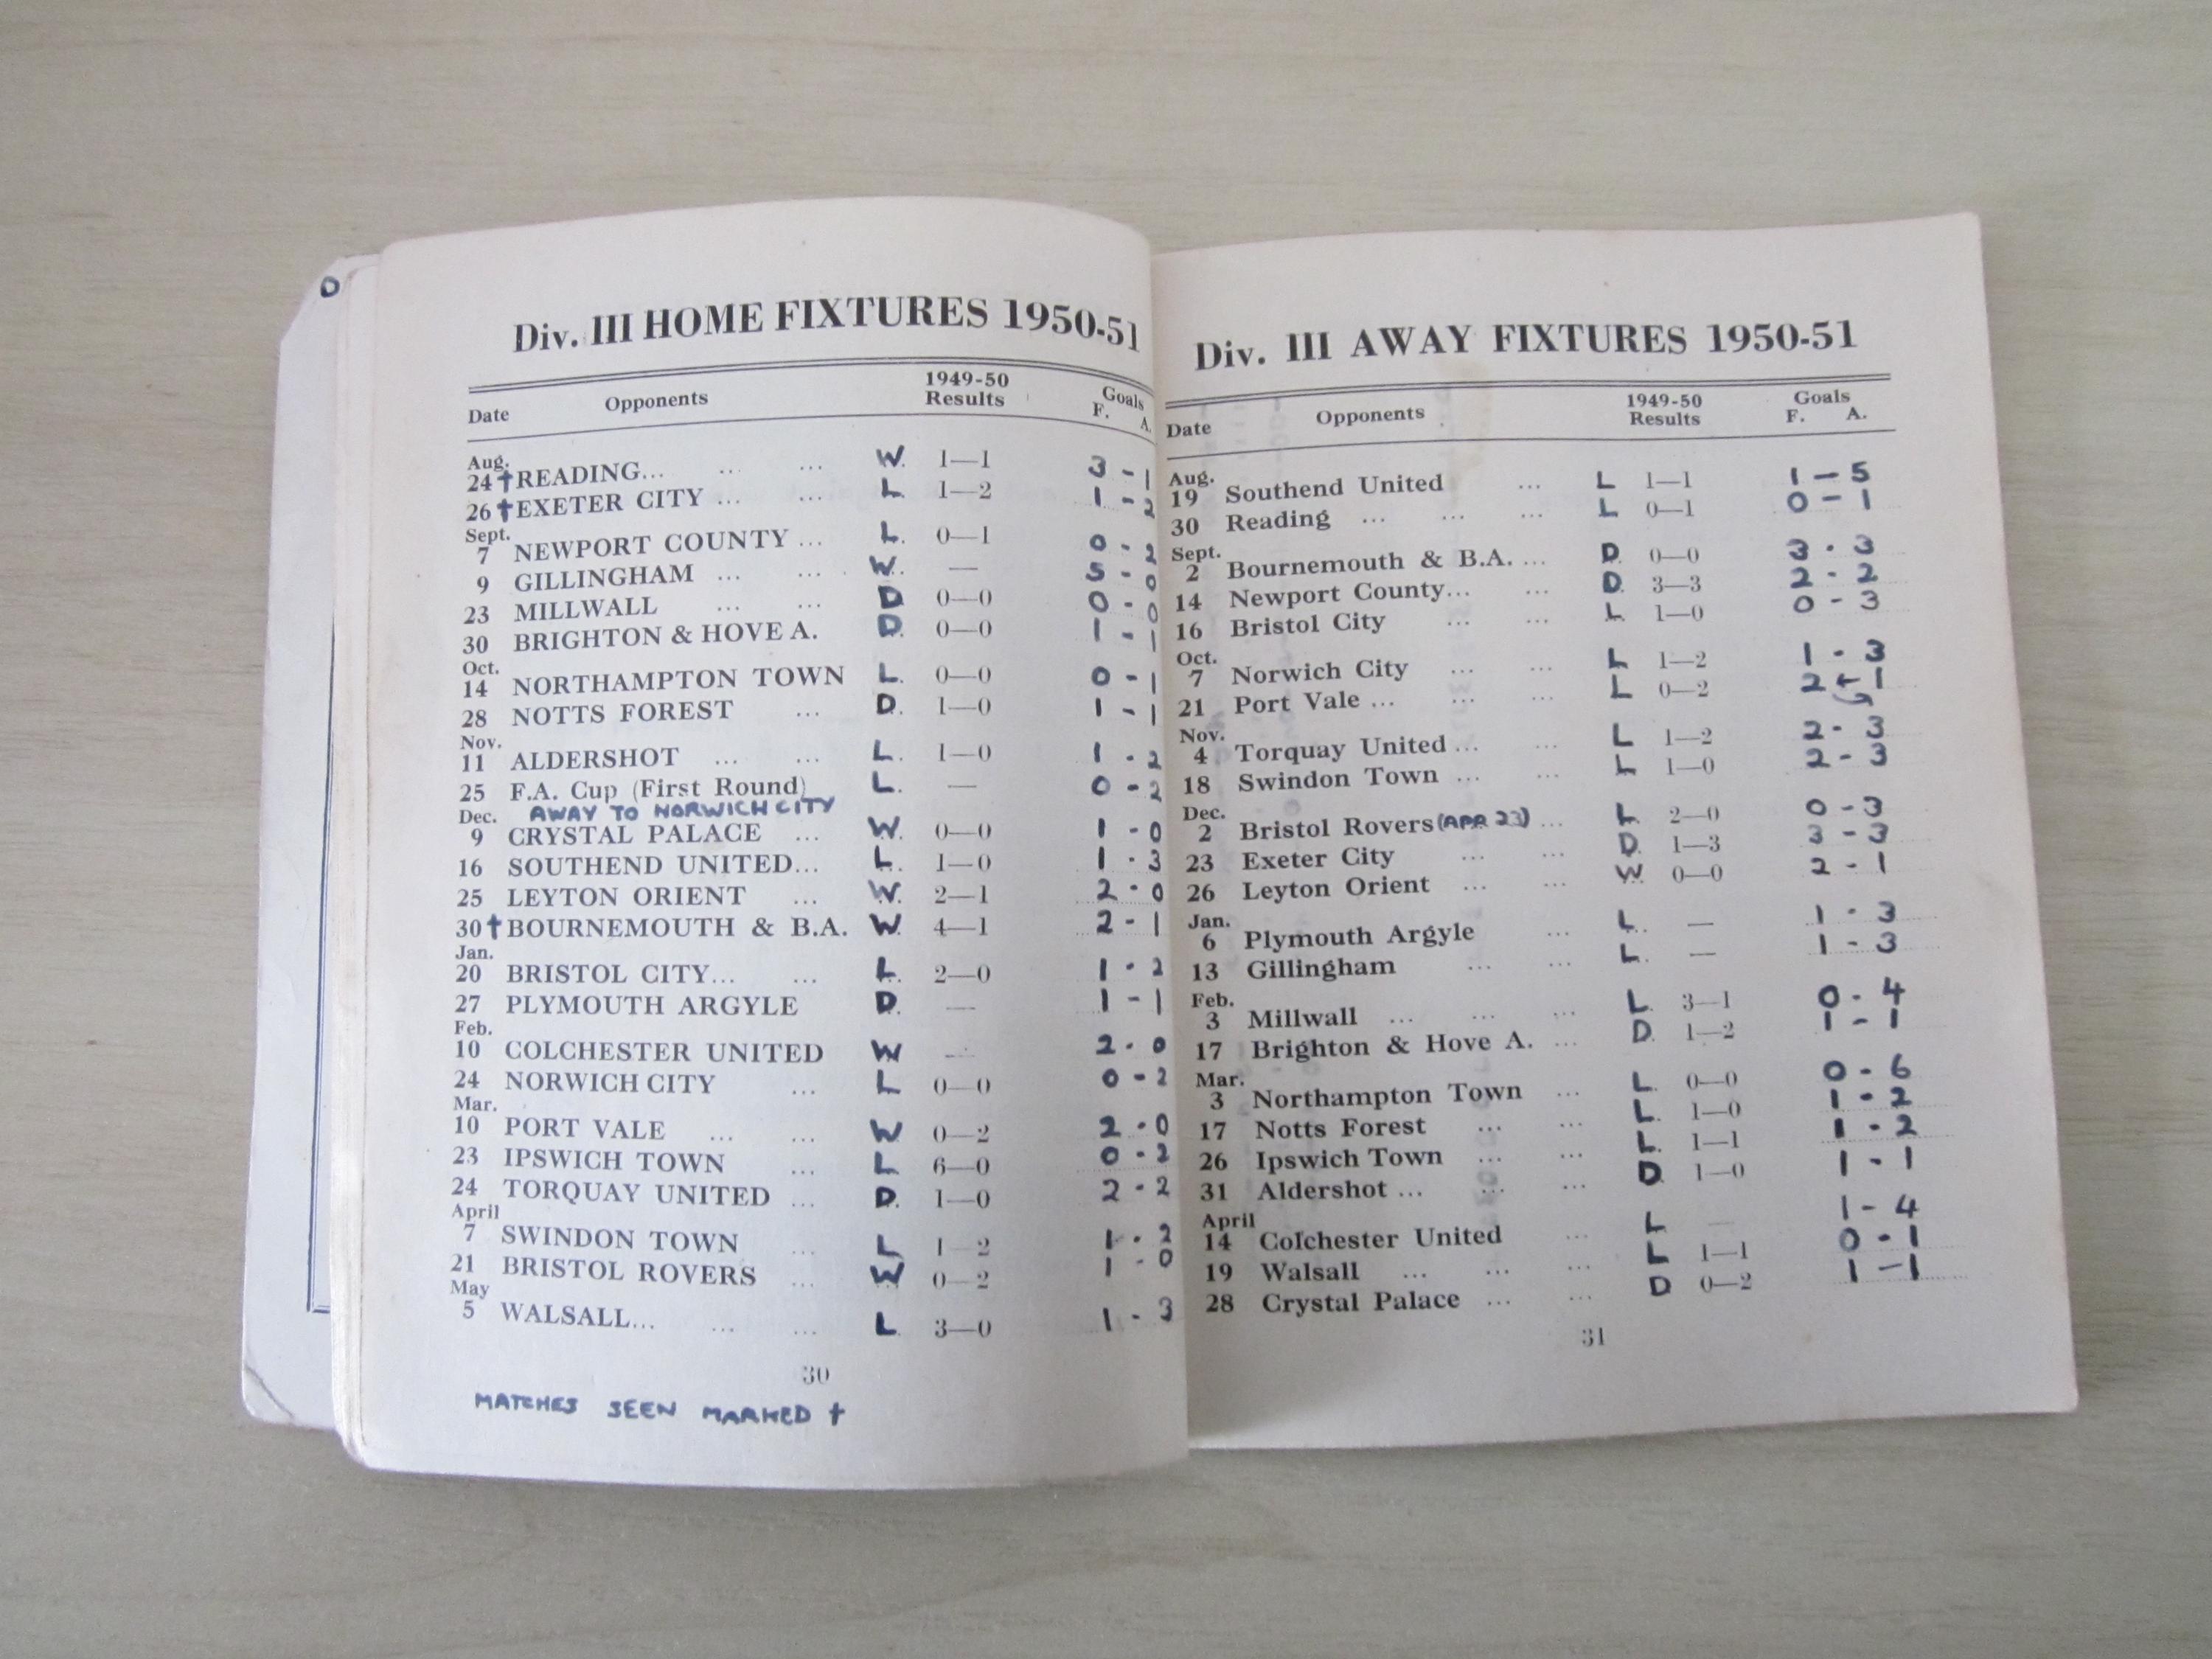 D
Div. III HOME FIXTURES 1950-51
Date Opponents 1949-50 Results Goals F. A.
Aug.
24 † READING... ... ... W. 1—1 3 - 1
26 † EXETER CITY ... ... L. 1—2 1 - 2
Sept.
7 NEWPORT COUNTY ... L. 0—1 0 - 2
9 GILLINGHAM ... ... W. — 5 - 0
23 MILLWALL ... ... D 0—0 0 - 0
30 BRIGHTON & HOVE A. D. 0—0 1 - 1
Oct.
14 NORTHAMPTON TOWN L. 0—0 0 - 1
28 NOTTS FOREST ... D. 1—0 1 - 1
Nov.
11 ALDERSHOT ... ... L. 1—0 1 - 2
25 F.A. Cup (First Round) L. — 0 - 2
Dec. AWAY TO NORWICH CITY
9 CRYSTAL PALACE ... W. 0—0 1 - 0
16 SOUTHEND UNITED... L. 1—0 1 - 3
25 LEYTON ORIENT ... W. 2—1 2 - 0
30 † BOURNEMOUTH & B.A. W. 4—1 2 - 1
Jan.
20 BRISTOL CITY... ... L. 2—0 1 - 2
27 PLYMOUTH ARGYLE D. — 1 - 1
Feb.
10 COLCHESTER UNITED W — 2 - 0
24 NORWICH CITY ... L 0—0 0 - 2
Mar.
10 PORT VALE ... ... W 0—2 2 - 0
23 IPSWICH TOWN ... L 6—0 0 - 2
24 TORQUAY UNITED ... D. 1—0 2 - 2
April
7 SWINDON TOWN ... L 1—2 1 - 2
21 BRISTOL ROVERS ... W 0—2 1 - 0
May
5 WALSALL... ... ... L 3—0 1 - 3
30
MATCHES SEEN MARKED †
Div. III AWAY FIXTURES 1950-51
Date Opponents 1949-50 Results Goals F. A.
Aug.
19 Southend United ... L 1—1 1 - 5
30 Reading ... ... ... L 0—1 0 - 1
Sept.
2 Bournemouth & B.A. ... D 0—0 3 - 3
14 Newport County... ... D. 3—3 2 - 2
16 Bristol City ... ... L. 1—0 0 - 3
Oct.
7 Norwich City ... ... L 1—2 1 - 3
21 Port Vale ... ... ... L 0—2 2 - 1
Nov.
4 Torquay United ... ... L 1—2 2 - 3
18 Swindon Town ... ... L 1—0 2 - 3
Dec.
2 Bristol Rovers (APR 23) ... L. 2—0 0 - 3
23 Exeter City ... ... D. 1—3 3 - 3
26 Leyton Orient ... ... W. 0—0 2 - 1
Jan.
6 Plymouth Argyle ... L. — 1 - 3
13 Gillingham ... ... L. — 1 - 3
Feb.
3 Millwall ... ... ... L. 3—1 0 - 4
17 Brighton & Hove A. ... D. 1—2 1 - 1
Mar.
3 Northampton Town ... L. 0—0 0 - 6
17 Notts Forest ... ... L. 1—0 1 - 2
26 Ipswich Town ... ... L. 1—1 1 - 2
31 Aldershot ... ... ... D. 1—0 1 - 1
April
14 Colchester United ... L — 1 - 4
19 Walsall ... ... ... L 1—1 0 - 1
28 Crystal Palace ... ... D 0—2 1 - 1
31